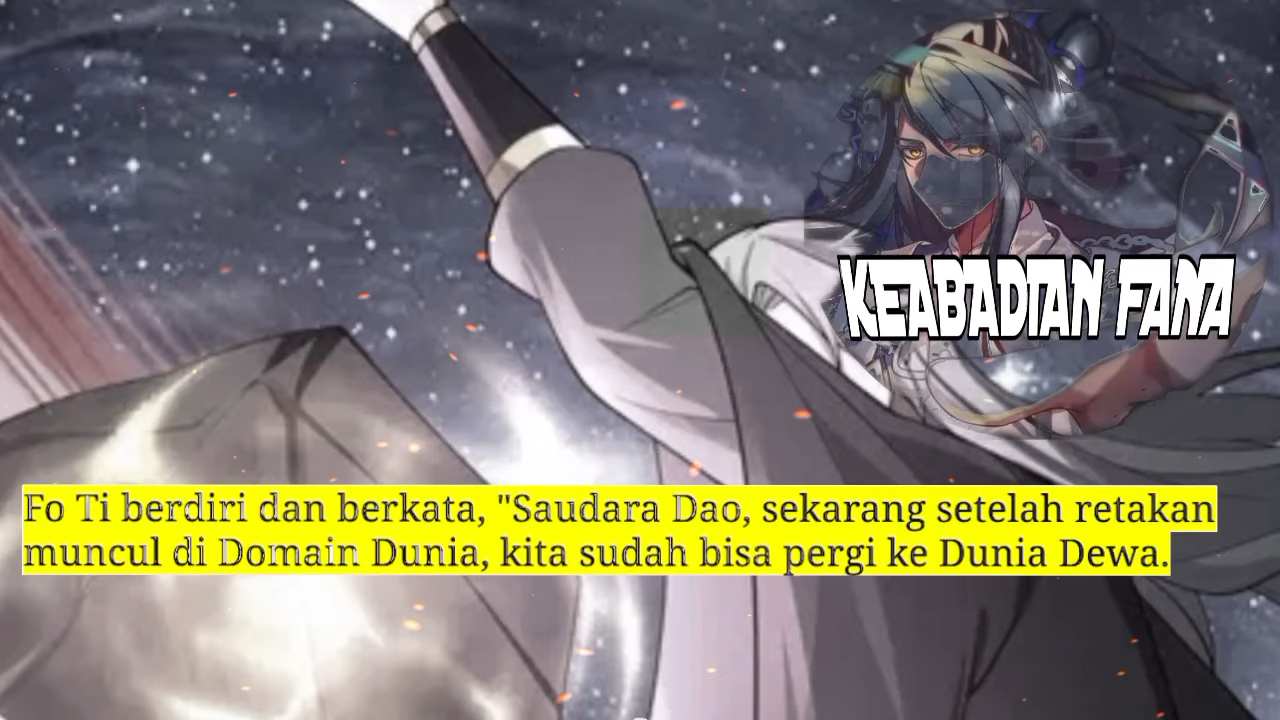 KEABADIAN FANA
Fo Ti berdiri dan berkata, "Saudara Dao, sekarang setelah retakan
muncul di Domain Dunia, kita sudah bisa pergi ke Dunia Dewa.